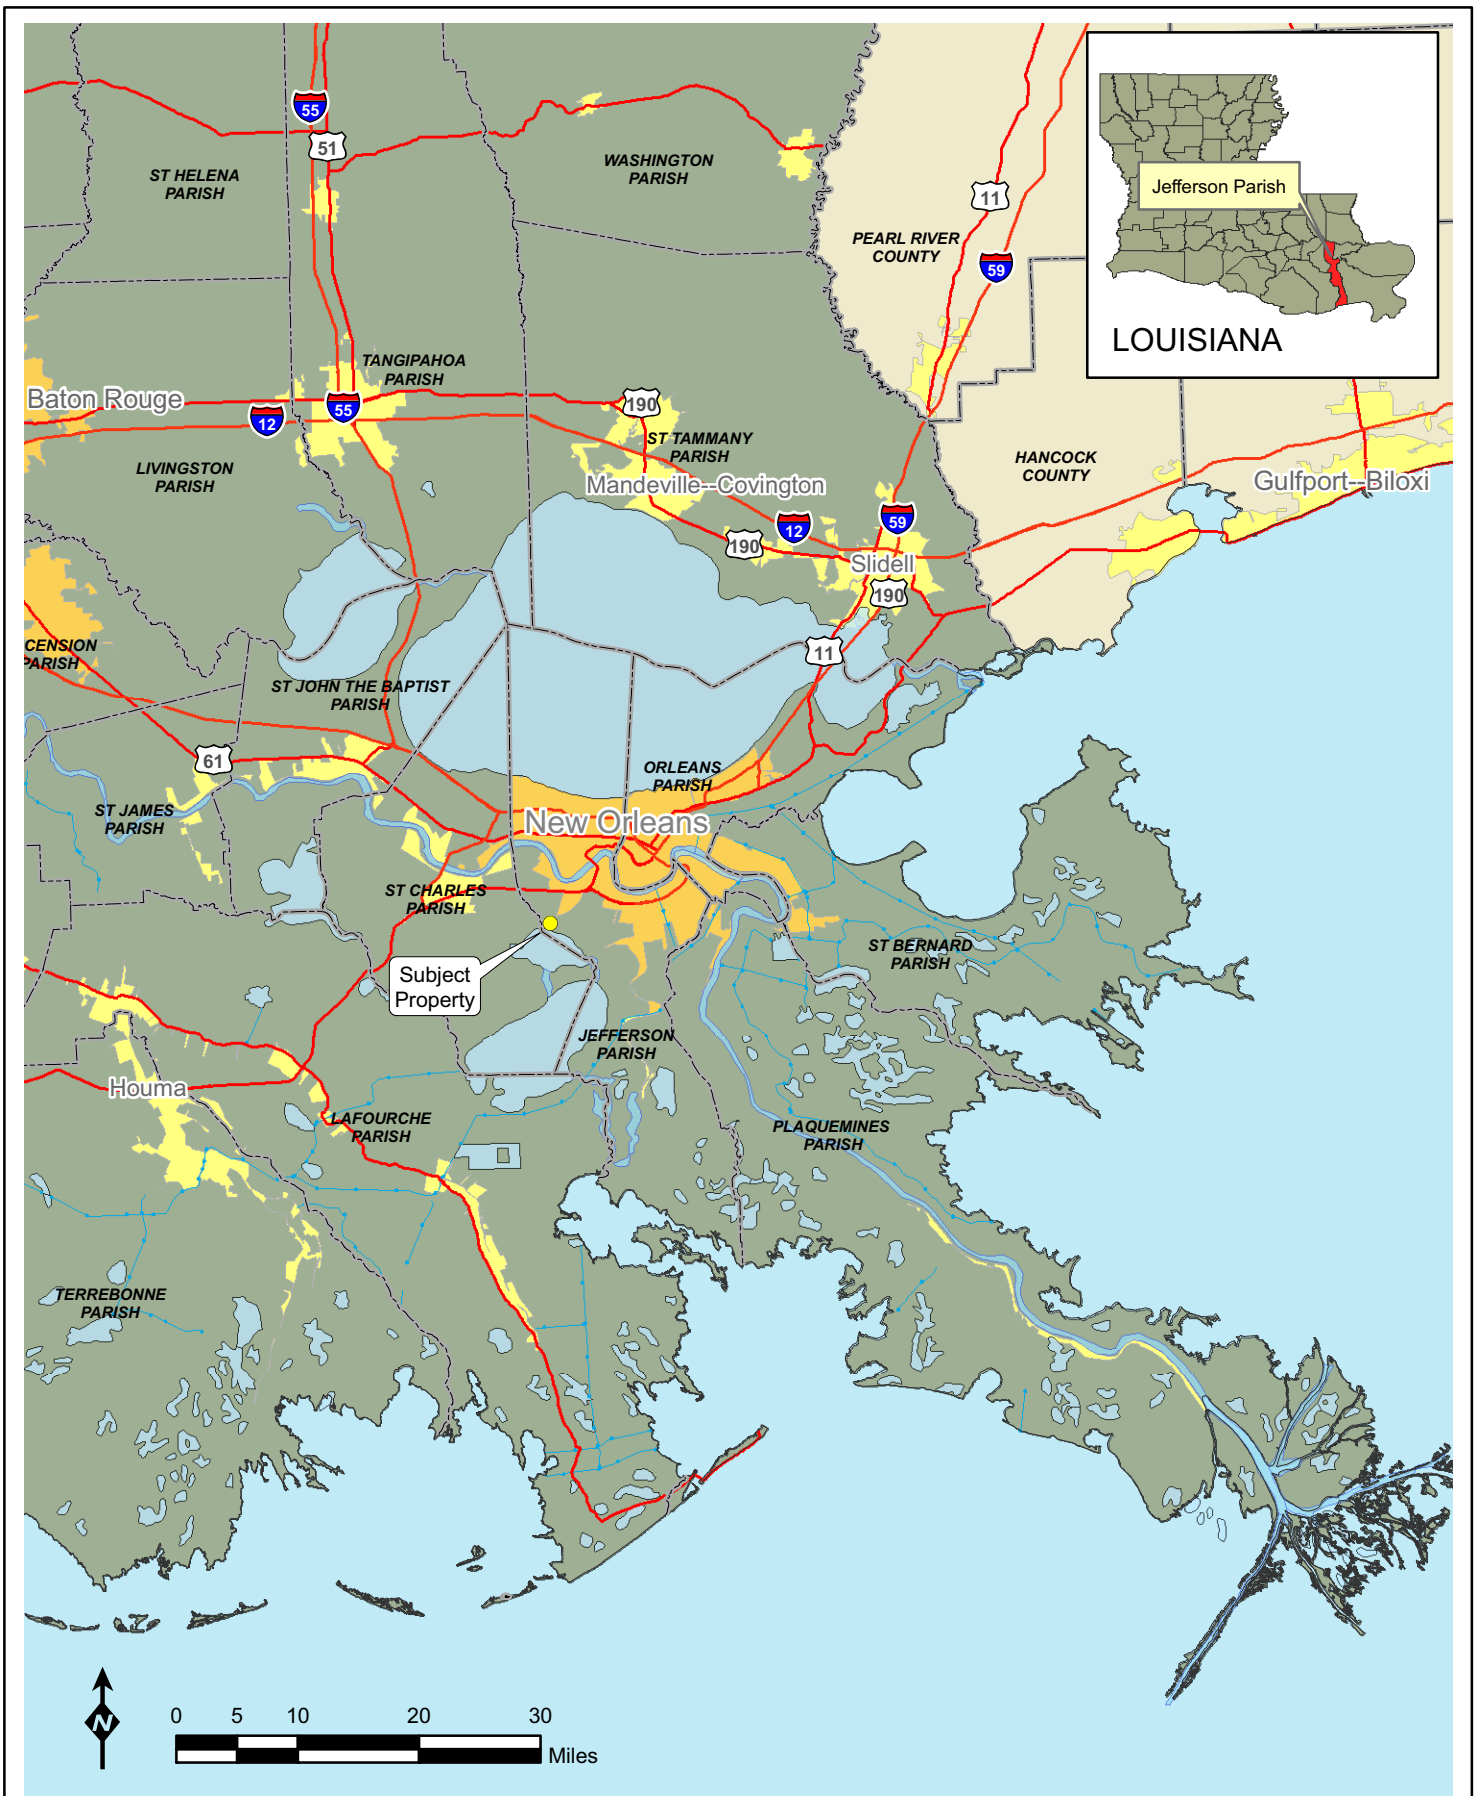 55
51
ST HELENA
PARISH
WASHINGTON
PARISH
11
PEARL RIVER
COUNTY
59
Jefferson Parish
LOUISIANA
TANGIPAHOA
PARISH
Baton Rouge
12
55
190
ST TAMMANY
PARISH
LIVINGSTON
PARISH
HANCOCK
COUNTY
Mandeville--Covington
Gulfport--Biloxi
12
59
190
Slidell
190
CENSION
PARISH
11
ST JOHN THE BAPTIST
PARISH
61
ORLEANS
PARISH
ST JAMES
PARISH
New Orleans
ST CHARLES
PARISH
ST BERNARD
PARISH
Subject
Property
JEFFERSON
PARISH
Houma
LAFOURCHE
PARISH
PLAQUEMINES
PARISH
TERREBONNE
PARISH
N
0 5 10 20 30
Miles